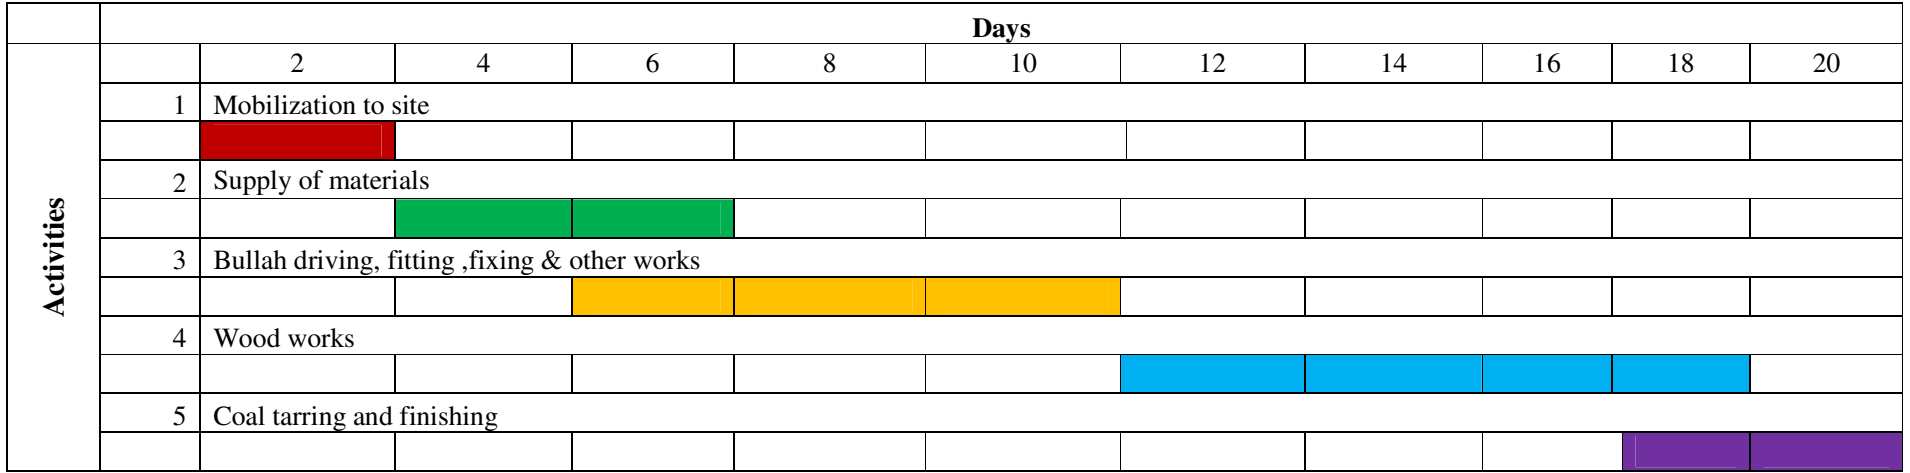 Days
2 4 6 8 10 12 14 16 18 20
Activities
1 Mobilization to site
2 Supply of materials
3 Bullah driving, fitting ,fixing & other works
4 Wood works
5 Coal tarring and finishing